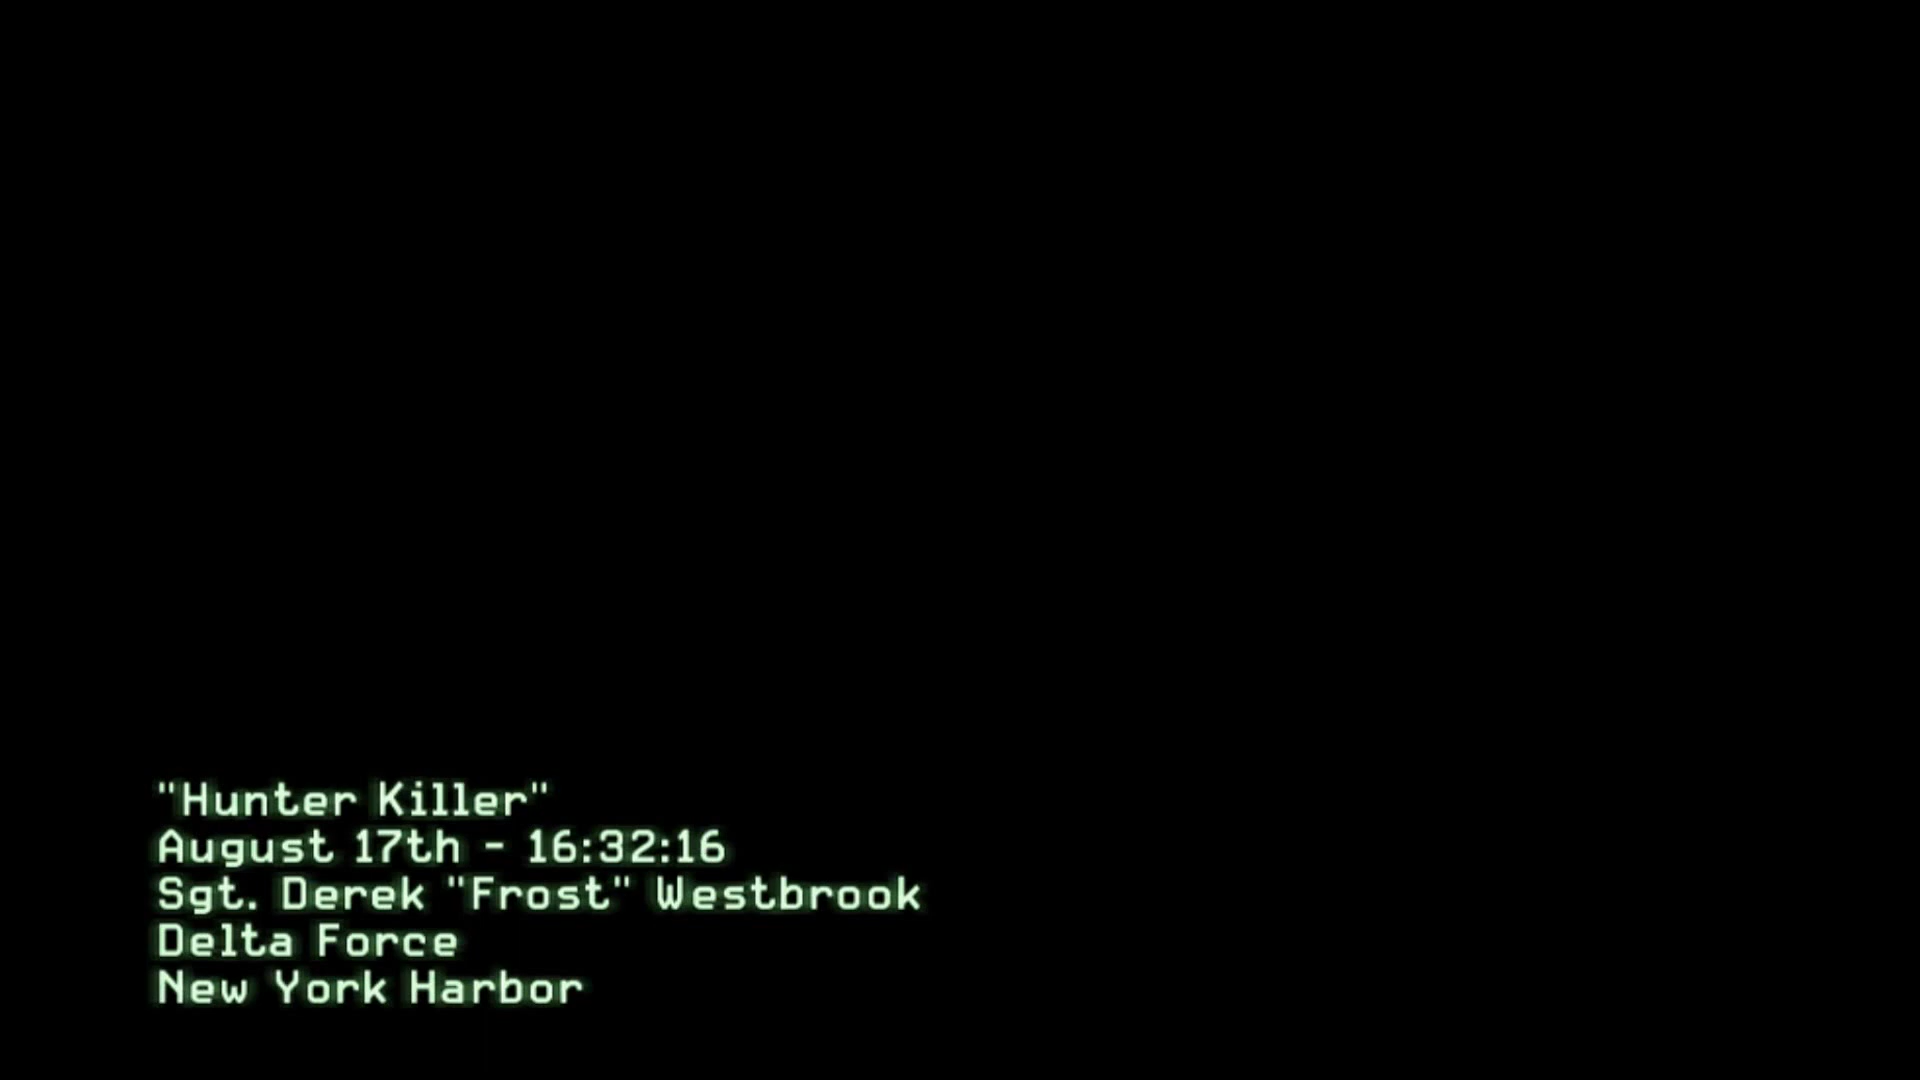 "Hunter Killer"
August 17th - 16:32:16
Sgt. Derek "Frost" Westbrook
Delta Force
New York Harbor